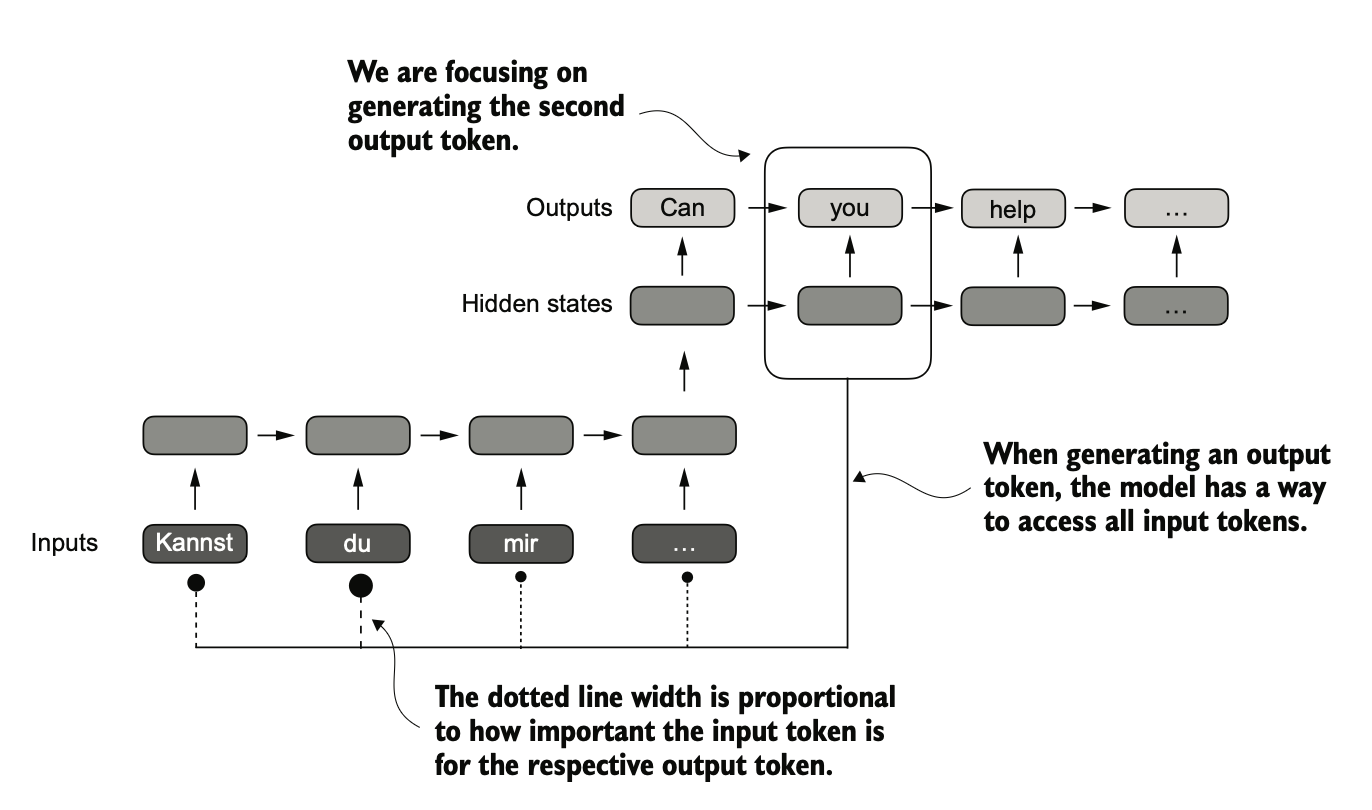 We are focusing on
generating the second
output token.
Outputs
Can
you
help
...
Hidden states
...
When generating an output
token, the model has a way
to access all input tokens.
Inputs
Kannst
du
mir
...
The dotted line width is proportional
to how important the input token is
for the respective output token.